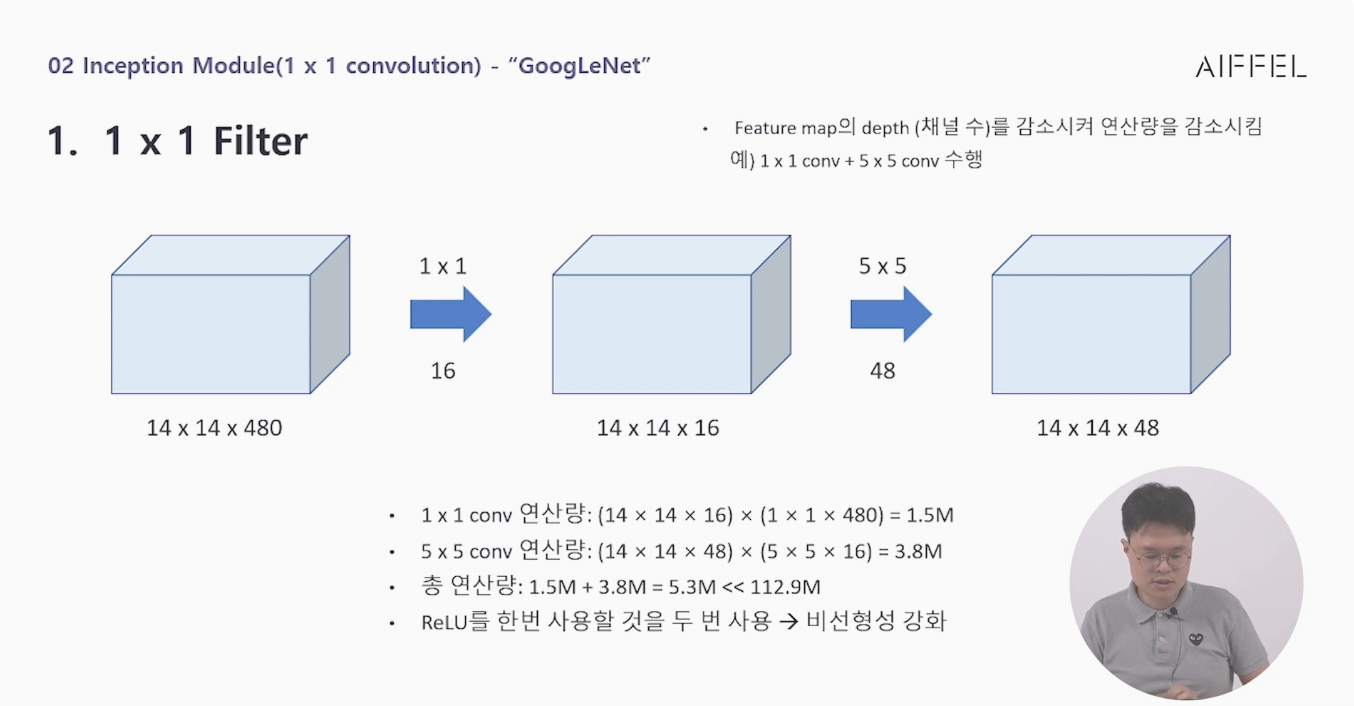 02 Inception Module(1 x 1 convolution) - “GoogLeNet”
AIFFEL
1. 1 x 1 Filter
• Feature map의 depth (채널 수)를 감소시켜 연산량을 감소시킴
예) 1 x 1 conv + 5 x 5 conv 수행
1 x 1
5 x 5
16
48
14 x 14 x 480
14 x 14 x 16
14 x 14 x 48
• 1 x 1 conv 연산량: (14 × 14 × 16) × (1 × 1 × 480) = 1.5M
• 5 x 5 conv 연산량: (14 × 14 × 48) × (5 × 5 × 16) = 3.8M
• 총 연산량: 1.5M + 3.8M = 5.3M << 112.9M
• ReLU를 한번 사용할 것을 두 번 사용 → 비선형성 강화